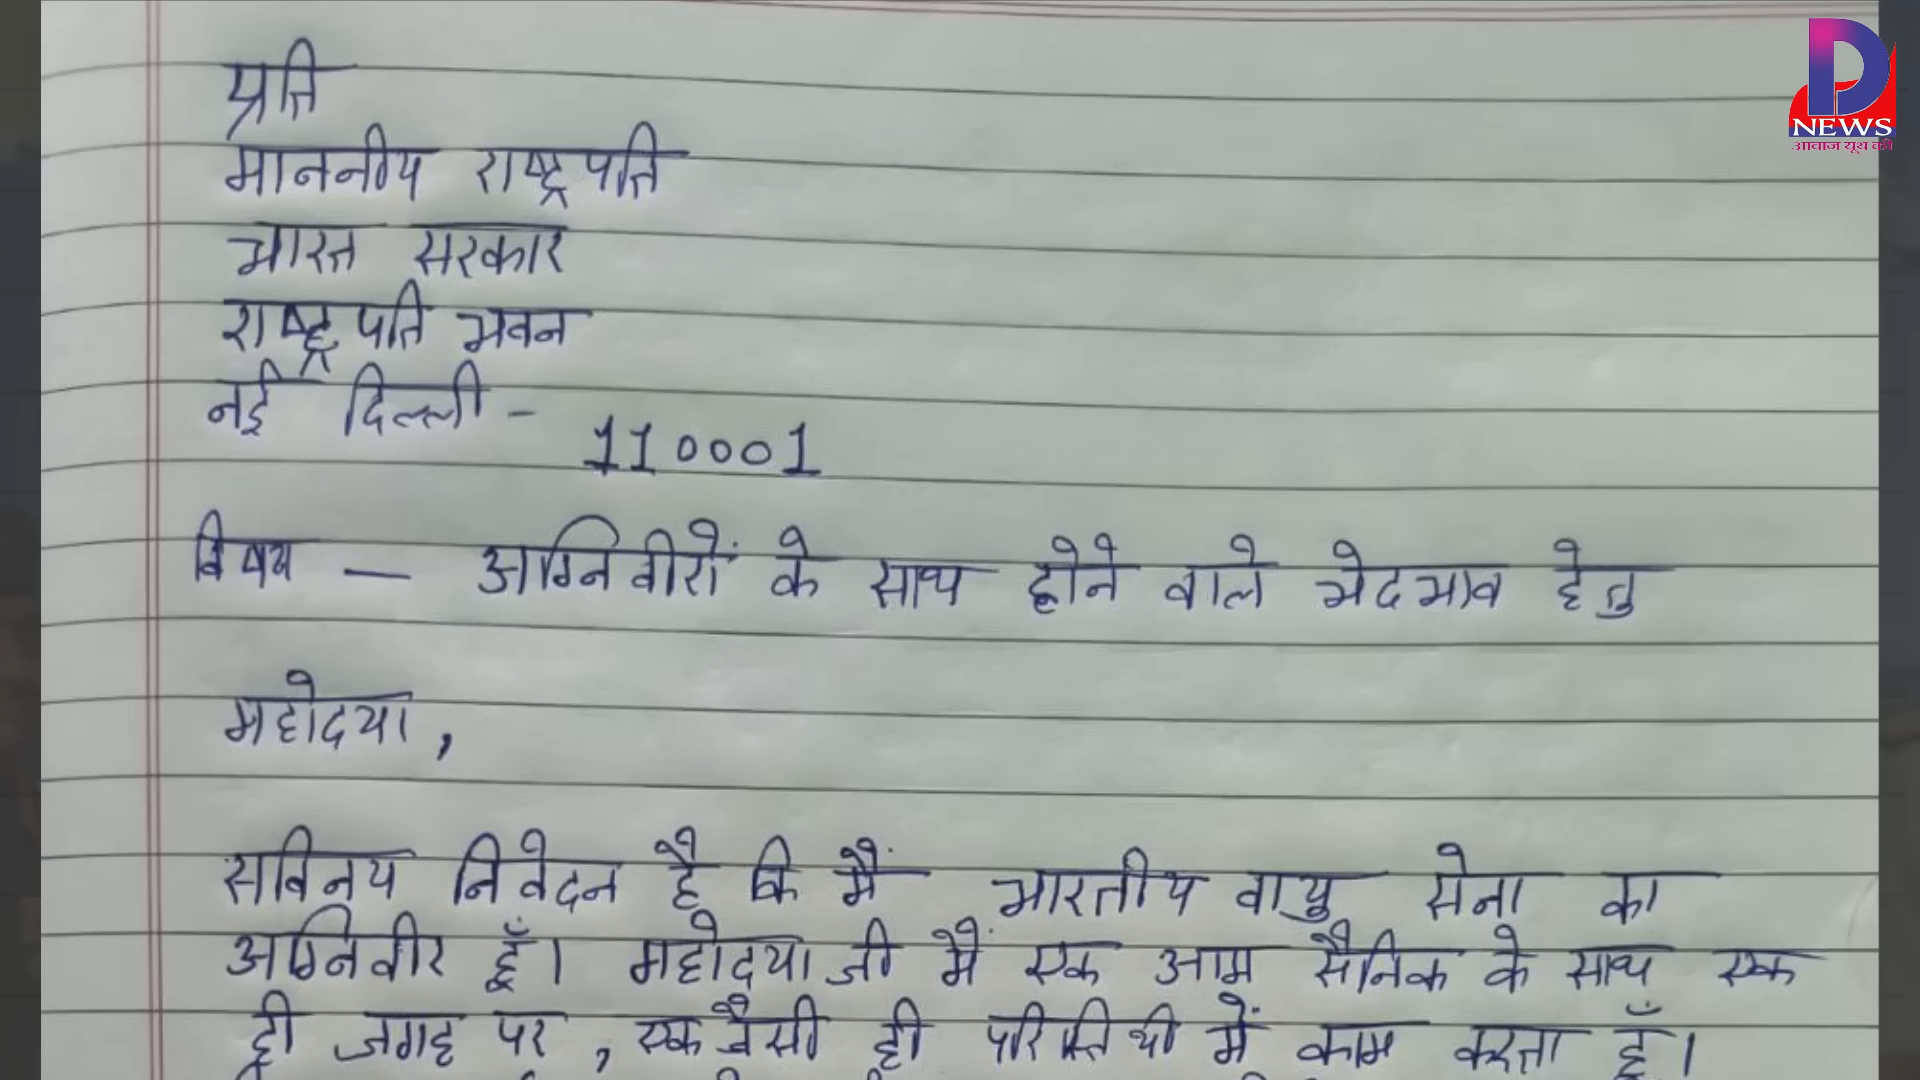 प्रति
माननीय राष्ट्रपति
भारत सरकार
राष्ट्रपति भवन
नई दिल्ली - 110001
विषय — अग्निवीरों के साथ होने वाले भेदभाव हेतु
महोदया,
सविनय निवेदन है कि मैं भारतीय वायु सेना का
अग्निवीर हूँ। महोदया जी मैं एक आम सैनिक के साथ एक
ही जगह पर, एक जैसी ही परिस्तिथी में काम करता हूँ।
D
NEWS
आवाज यूथ की